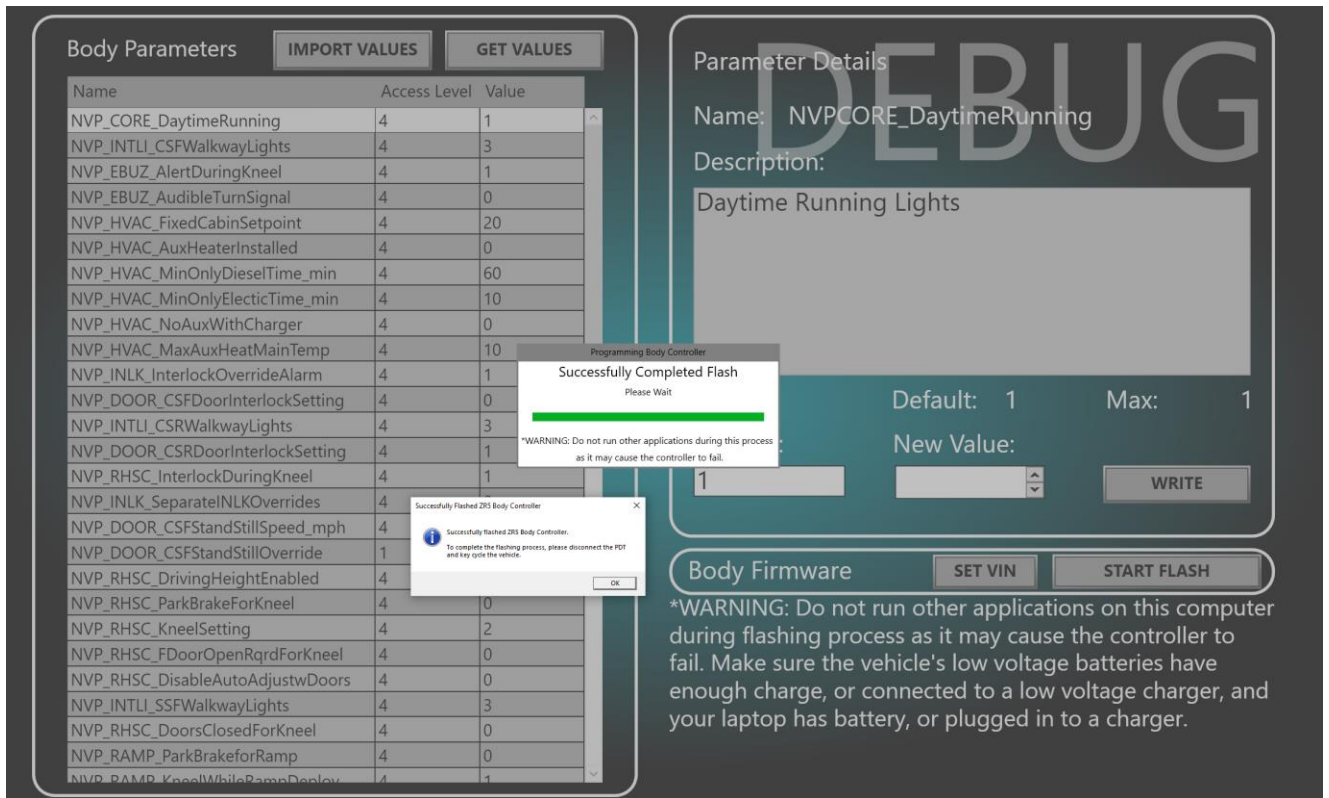 Body Parameters
IMPORT VALUES
GET VALUES
Name Access Level Value
NVP_CORE_DaytimeRunning 4 1
NVP_INTLI_CSFWalkwayLights 4 3
NVP_EBUZ_AlertDuringKneel 4 1
NVP_EBUZ_AudibleTurnSignal 4 0
NVP_HVAC_FixedCabinSetpoint 4 20
NVP_HVAC_AuxHeaterInstalled 4 0
NVP_HVAC_MinOnlyDieselTime_min 4 60
NVP_HVAC_MinOnlyElecticTime_min 4 10
NVP_HVAC_NoAuxWithCharger 4 0
NVP_HVAC_MaxAuxHeatMainTemp 4 10
NVP_INLK_InterlockOverrideAlarm 4 1
NVP_DOOR_CSFDoorInterlockSetting 4 0
NVP_INTLI_CSRWalkwayLights 4 3
NVP_DOOR_CSRDoorInterlockSetting 4 1
NVP_RHSC_InterlockDuringKneel 4 1
NVP_INLK_SeparateINLKOverrides 4
NVP_DOOR_CSFStandStillSpeed_mph 4
NVP_DOOR_CSFStandStillOverride 1
NVP_RHSC_DrivingHeightEnabled 4
NVP_RHSC_ParkBrakeForKneel 4 0
NVP_RHSC_KneelSetting 4 2
NVP_RHSC_FDoorOpenRqrdForKneel 4 0
NVP_RHSC_DisableAutoAdjustwDoors 4 0
NVP_INTLI_SSFWalkwayLights 4 3
NVP_RHSC_DoorsClosedForKneel 4 0
NVP_RAMP_ParkBrakeforRamp 4 0
NVP_RAMP_KneelWhileRampDeploy 4 1
Programming Body Controller
Successfully Completed Flash
Please Wait
*WARNING: Do not run other applications during this process
as it may cause the controller to fail.
Successfully Flashed ZR5 Body Controller
Successfully flashed ZR5 Body Controller.
To complete the flashing process, please disconnect the PDT
and key cycle the vehicle.
OK
DEBUG
Parameter Details
Name: NVPCORE_DaytimeRunning
Description:
Daytime Running Lights
Default: 1 Max: 1
New Value:
1
WRITE
Body Firmware
SET VIN
START FLASH
*WARNING: Do not run other applications on this computer
during flashing process as it may cause the controller to
fail. Make sure the vehicle's low voltage batteries have
enough charge, or connected to a low voltage charger, and
your laptop has battery, or plugged in to a charger.